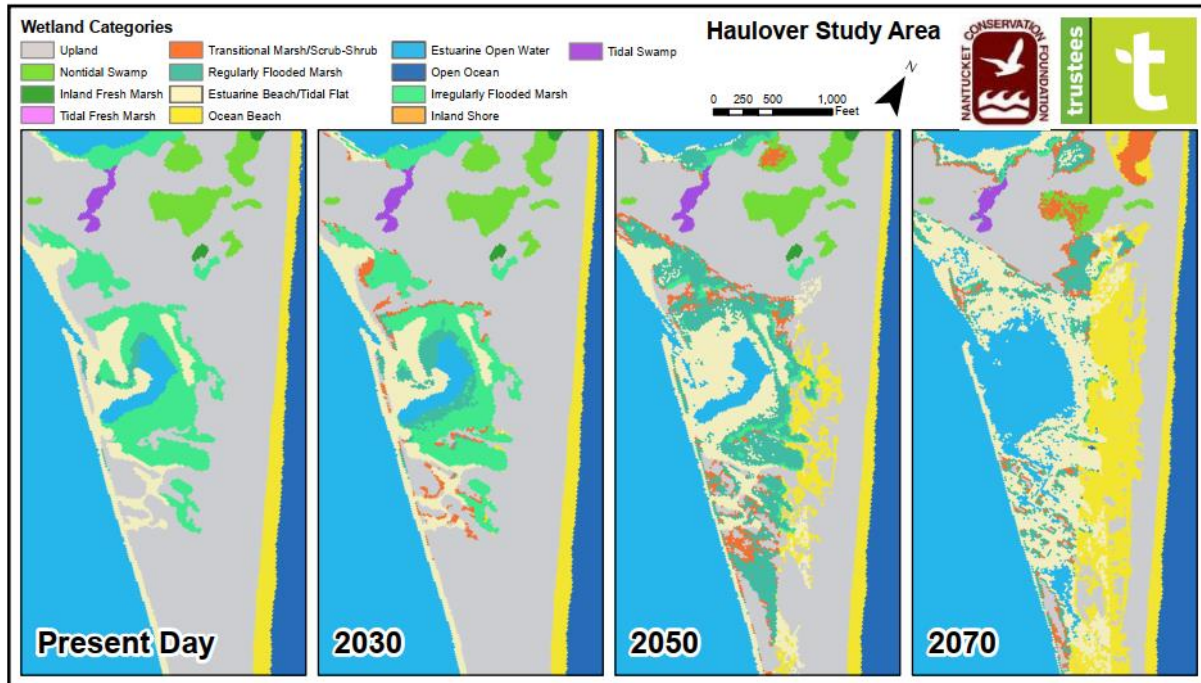 Wetland Categories
Upland
Nontidal Swamp
Inland Fresh Marsh
Tidal Fresh Marsh
Transitional Marsh/Scrub-Shrub
Regularly Flooded Marsh
Estuarine Beach/Tidal Flat
Ocean Beach
Estuarine Open Water
Open Ocean
Irregularly Flooded Marsh
Inland Shore
Tidal Swamp
Haulover Study Area
N
0 250 500 1,000
Feet
NANTUCKET CONSERVATION FOUNDATION
trustees
t
Present Day
2030
2050
2070